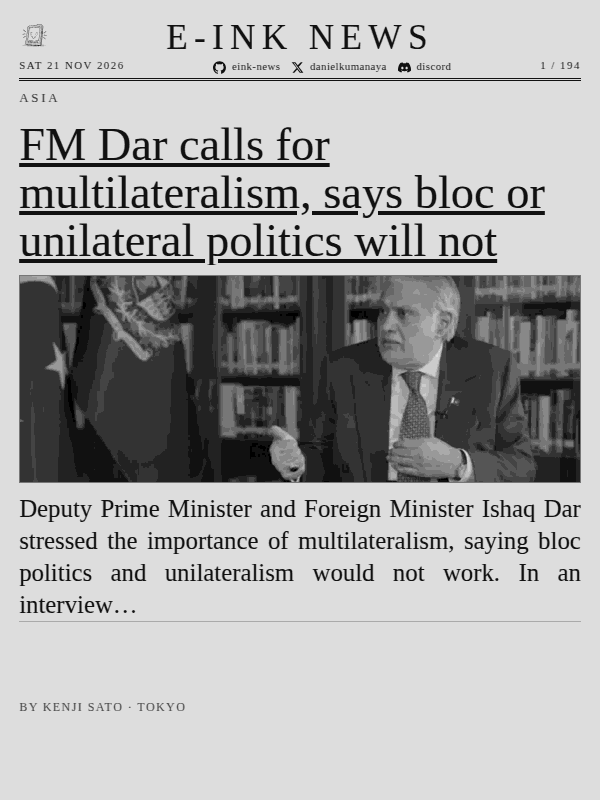 E-INK NEWS
SAT 21 NOV 2026
eink-news danielkumanaya discord
1 / 194
ASIA
FM Dar calls for
multilateralism, says bloc or
unilateral politics will not
Deputy Prime Minister and Foreign Minister Ishaq Dar
stressed the importance of multilateralism, saying bloc
politics and unilateralism would not work. In an
interview…
BY KENJI SATO · TOKYO